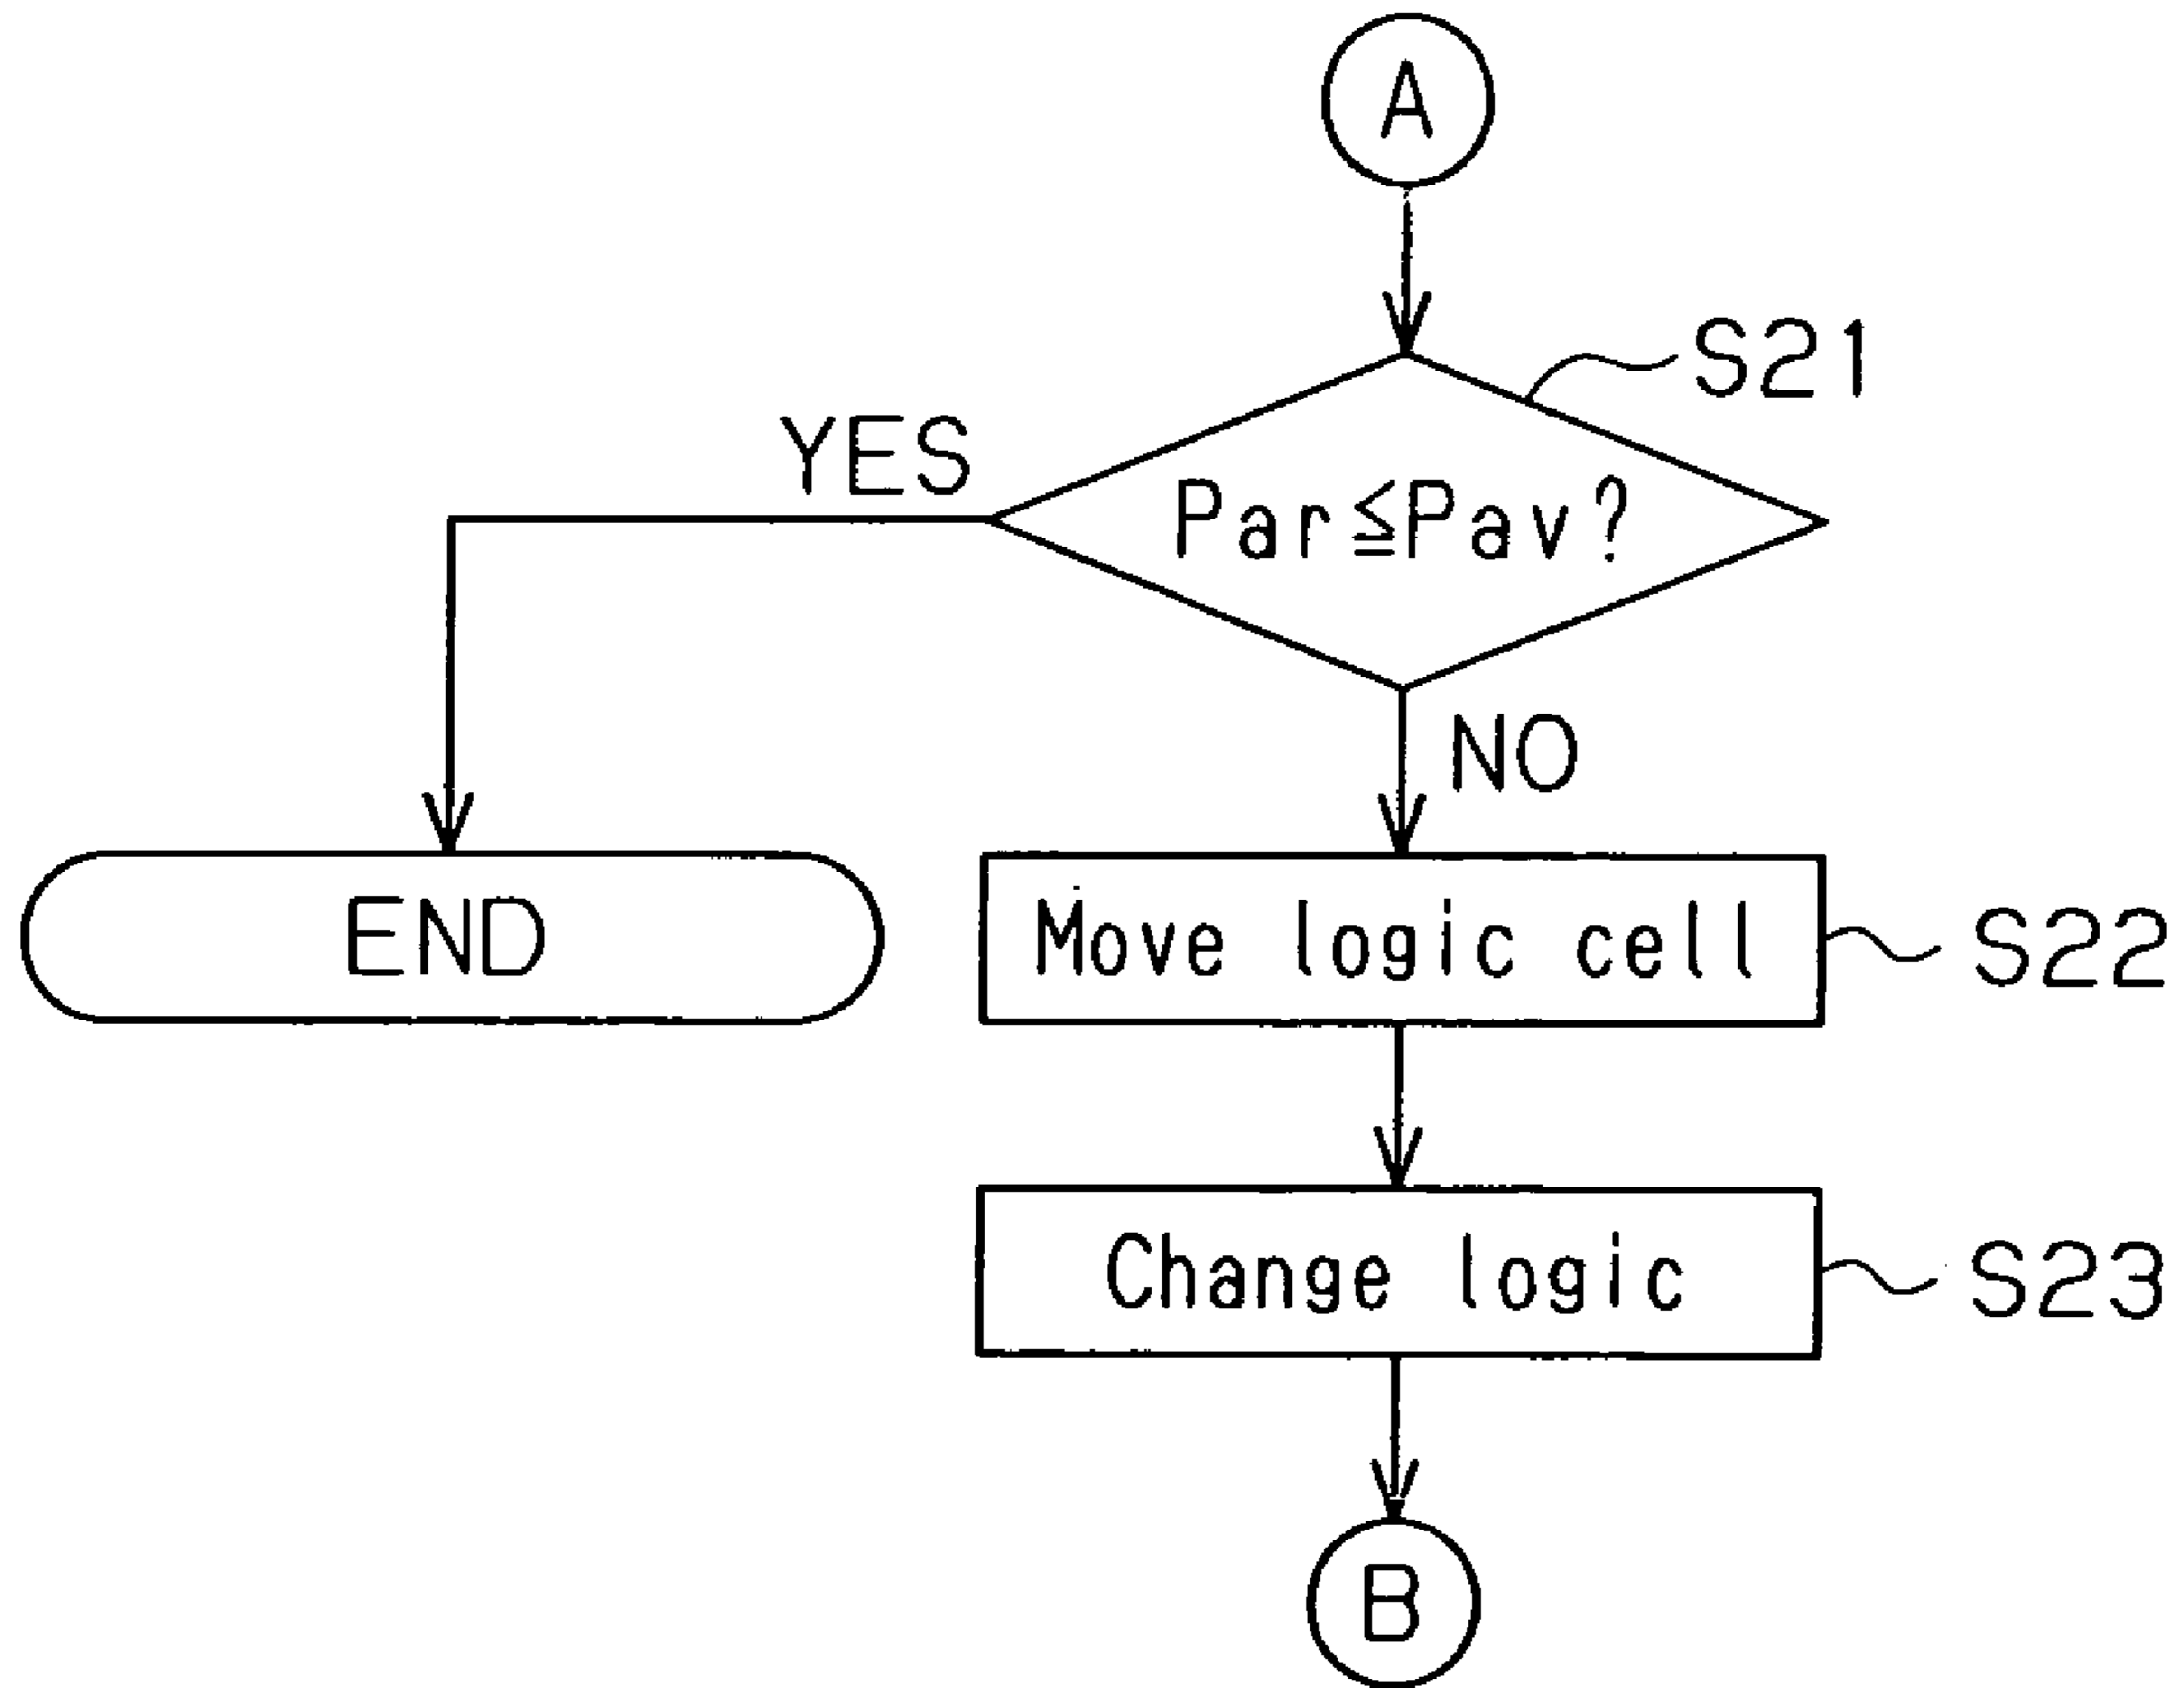 A
S21
YES
Par≦Pav?
NO
END
Move logic cell
S22
Change logic
S23
B